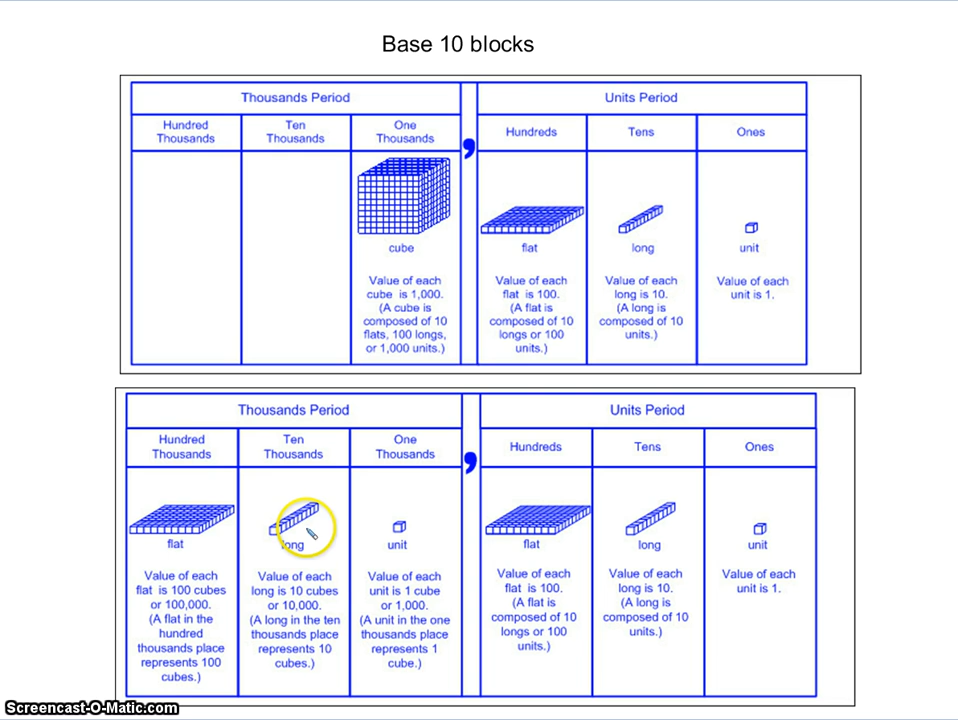 Base 10 blocks
Thousands Period
Units Period
Hundred
Thousands
Ten
Thousands
One
Thousands
,
Hundreds
Tens
Ones
cube
flat
long
unit
Value of each
cube is 1,000.
(A cube is
composed of 10
flats, 100 longs,
or 1,000 units.)
Value of each
flat is 100.
(A flat is
composed of 10
longs or 100
units.)
Value of each
long is 10.
(A long is
composed of 10
units.)
Value of each
unit is 1.
Thousands Period
Units Period
Hundred
Thousands
Ten
Thousands
One
Thousands
,
Hundreds
Tens
Ones
flat
long
unit
flat
long
unit
Value of each
flat is 100 cubes
or 100,000.
(A flat in the
hundred
thousands place
represents 100
cubes.)
Value of each
long is 10 cubes
or 10,000.
(A long in the ten
thousands place
represents 10
cubes.)
Value of each
unit is 1 cube
or 1,000.
(A unit in the one
thousands place
represents 1
cube.)
Value of each
flat is 100.
(A flat is
composed of 10
longs or 100
units.)
Value of each
long is 10.
(A long is
composed of 10
units.)
Value of each
unit is 1.
Screencast-O-Matic.com